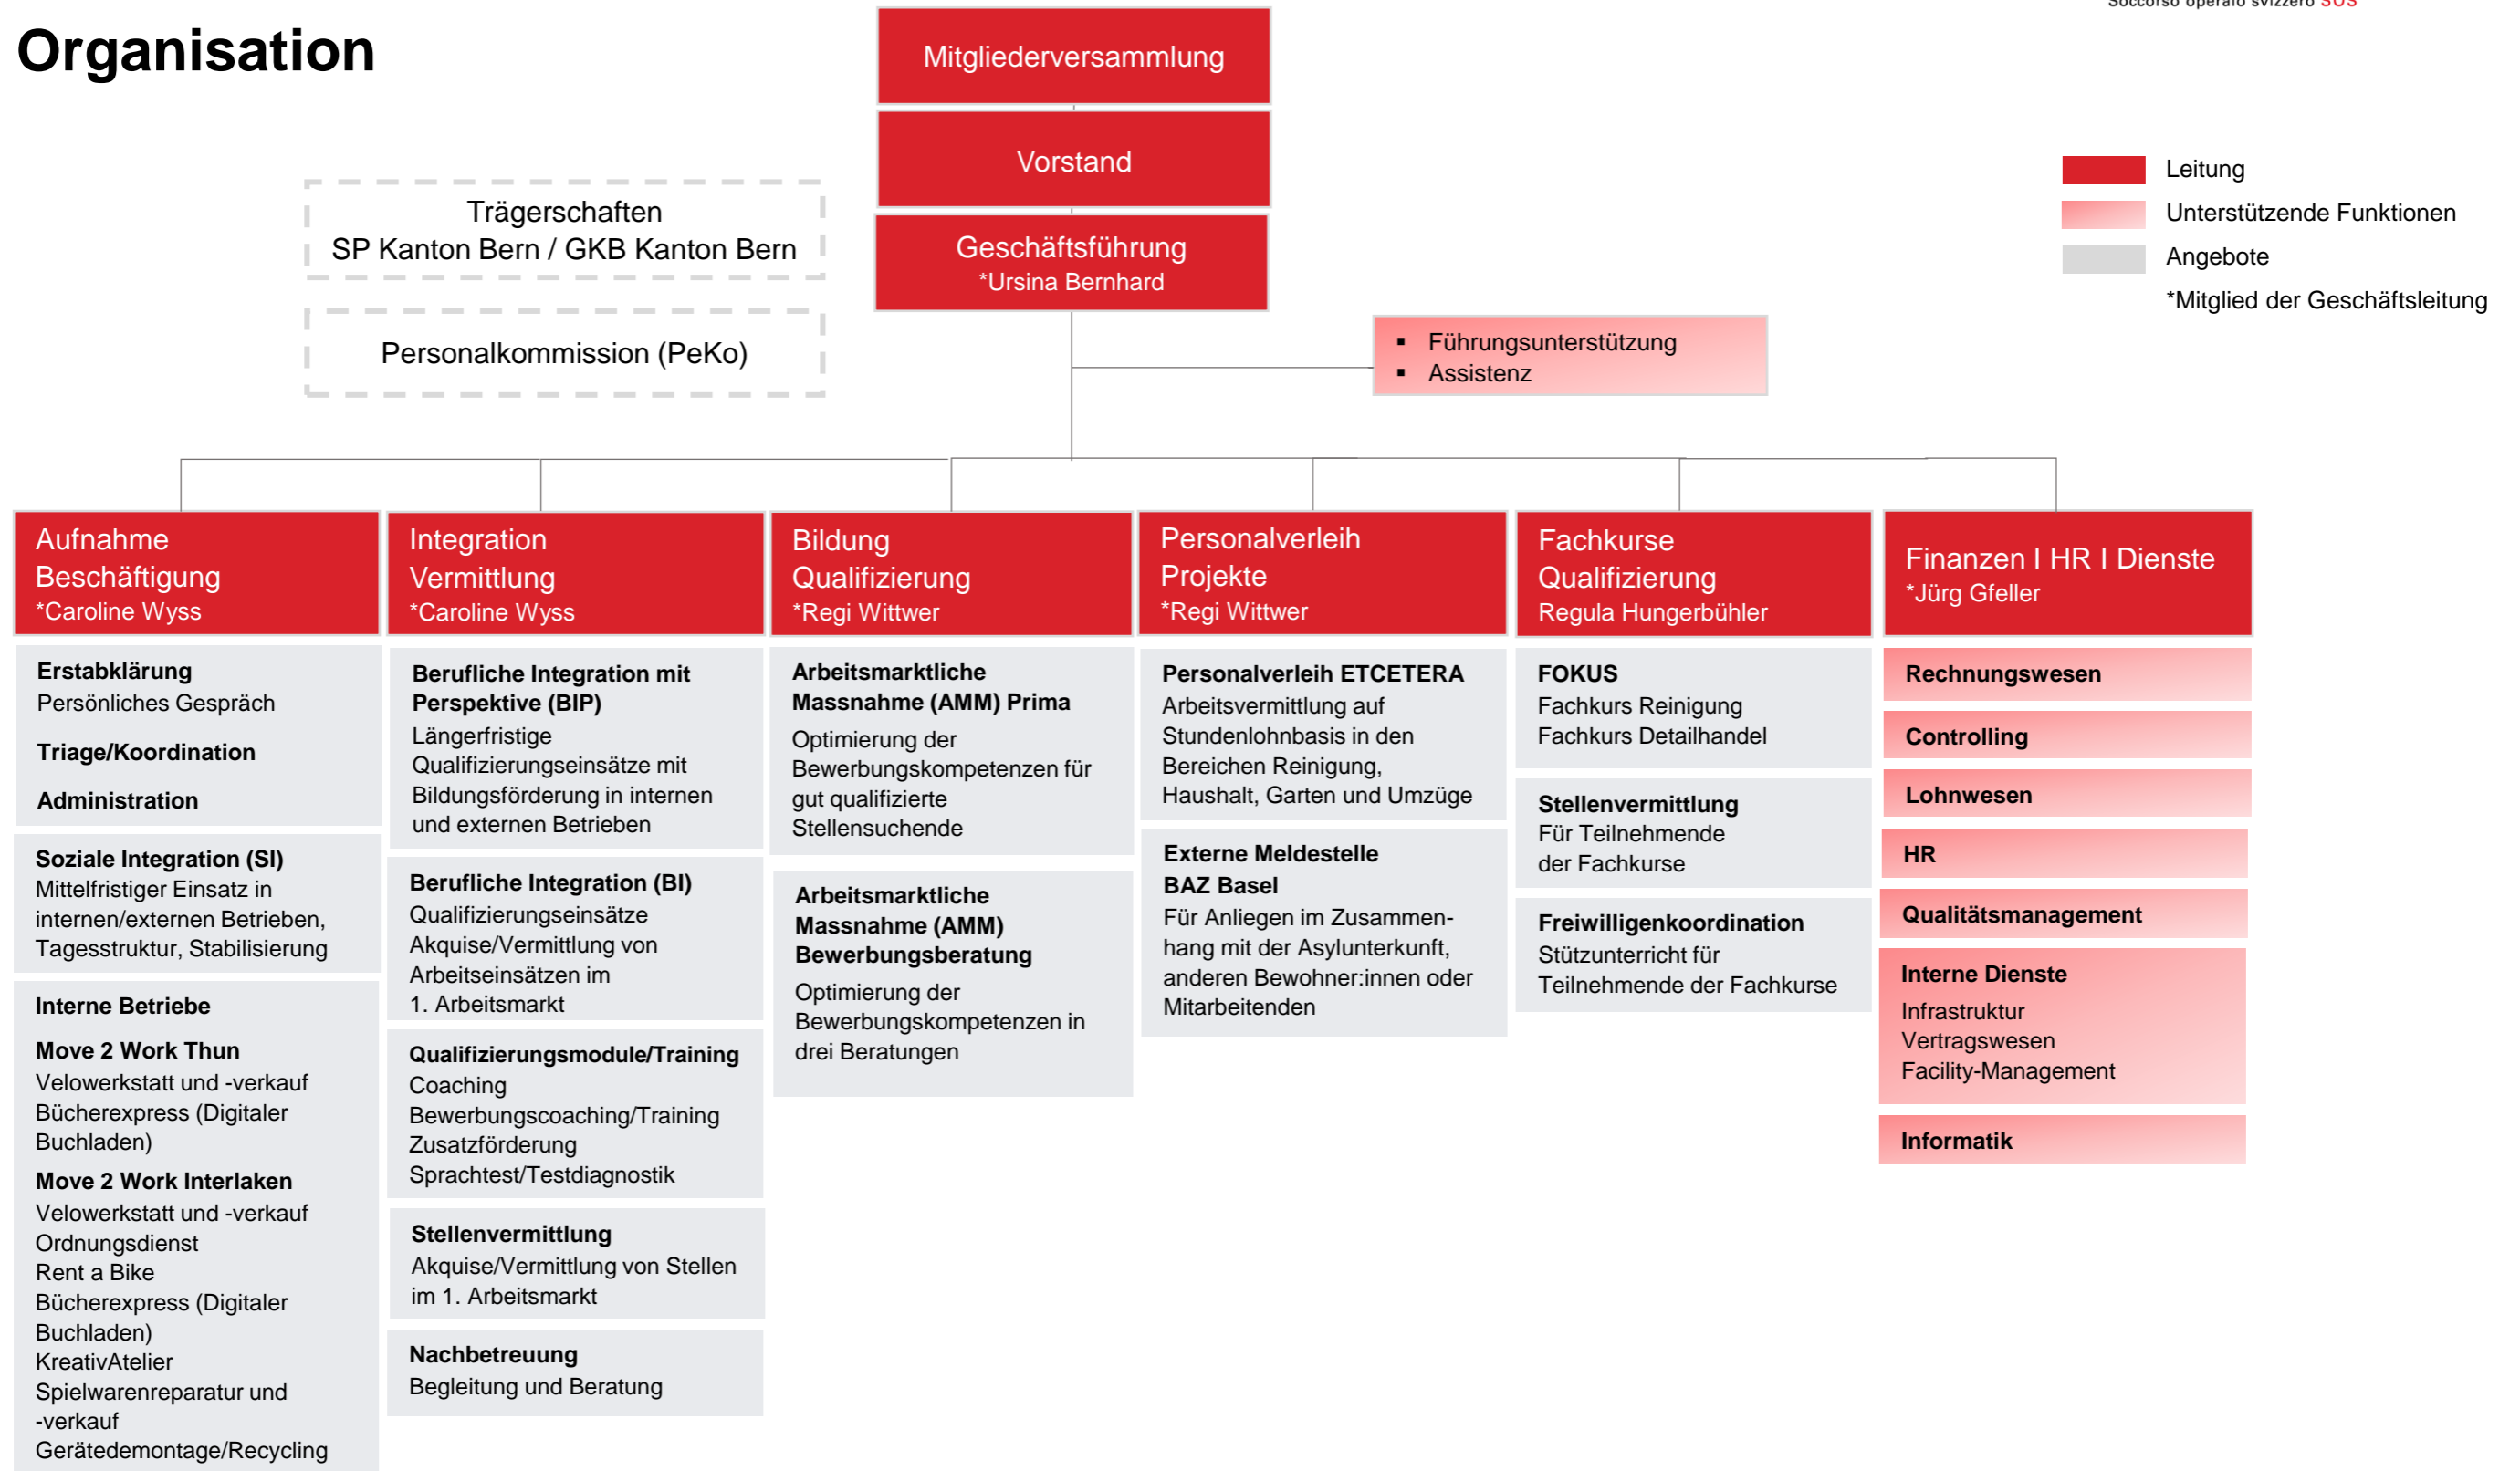 Soccorso operaio svizzero SOS
Organisation
Mitgliederversammlung
Vorstand
Geschäftsführung
*Ursina Bernhard
Trägerschaften
SP Kanton Bern / GKB Kanton Bern
Personalkommission (PeKo)
Leitung
Unterstützende Funktionen
Angebote
*Mitglied der Geschäftsleitung
▪ Führungsunterstützung
▪ Assistenz
Aufnahme
Beschäftigung
*Caroline Wyss
Erstabklärung
Persönliches Gespräch
Triage/Koordination
Administration
Soziale Integration (SI)
Mittelfristiger Einsatz in
internen/externen Betrieben,
Tagesstruktur, Stabilisierung
Interne Betriebe
Move 2 Work Thun
Velowerkstatt und -verkauf
Bücherexpress (Digitaler
Buchladen)
Move 2 Work Interlaken
Velowerkstatt und -verkauf
Ordnungsdienst
Rent a Bike
Bücherexpress (Digitaler
Buchladen)
KreativAtelier
Spielwarenreparatur und
-verkauf
Gerätedemontage/Recycling
Integration
Vermittlung
*Caroline Wyss
Berufliche Integration mit
Perspektive (BIP)
Längerfristige
Qualifizierungseinsätze mit
Bildungsförderung in internen
und externen Betrieben
Berufliche Integration (BI)
Qualifizierungseinsätze
Akquise/Vermittlung von
Arbeitseinsätzen im
1. Arbeitsmarkt
Qualifizierungsmodule/Training
Coaching
Bewerbungscoaching/Training
Zusatzförderung
Sprachtest/Testdiagnostik
Stellenvermittlung
Akquise/Vermittlung von Stellen
im 1. Arbeitsmarkt
Nachbetreuung
Begleitung und Beratung
Bildung
Qualifizierung
*Regi Wittwer
Arbeitsmarktliche
Massnahme (AMM) Prima
Optimierung der
Bewerbungskompetenzen für
gut qualifizierte
Stellensuchende
Arbeitsmarktliche
Massnahme (AMM)
Bewerbungsberatung
Optimierung der
Bewerbungskompetenzen in
drei Beratungen
Personalverleih
Projekte
*Regi Wittwer
Personalverleih ETCETERA
Arbeitsvermittlung auf
Stundenlohnbasis in den
Bereichen Reinigung,
Haushalt, Garten und Umzüge
Externe Meldestelle
BAZ Basel
Für Anliegen im Zusammen-
hang mit der Asylunterkunft,
anderen Bewohner:innen oder
Mitarbeitenden
Fachkurse
Qualifizierung
Regula Hungerbühler
FOKUS
Fachkurs Reinigung
Fachkurs Detailhandel
Stellenvermittlung
Für Teilnehmende
der Fachkurse
Freiwilligenkoordination
Stützunterricht für
Teilnehmende der Fachkurse
Finanzen I HR I Dienste
*Jürg Gfeller
Rechnungswesen
Controlling
Lohnwesen
HR
Qualitätsmanagement
Interne Dienste
Infrastruktur
Vertragswesen
Facility-Management
Informatik